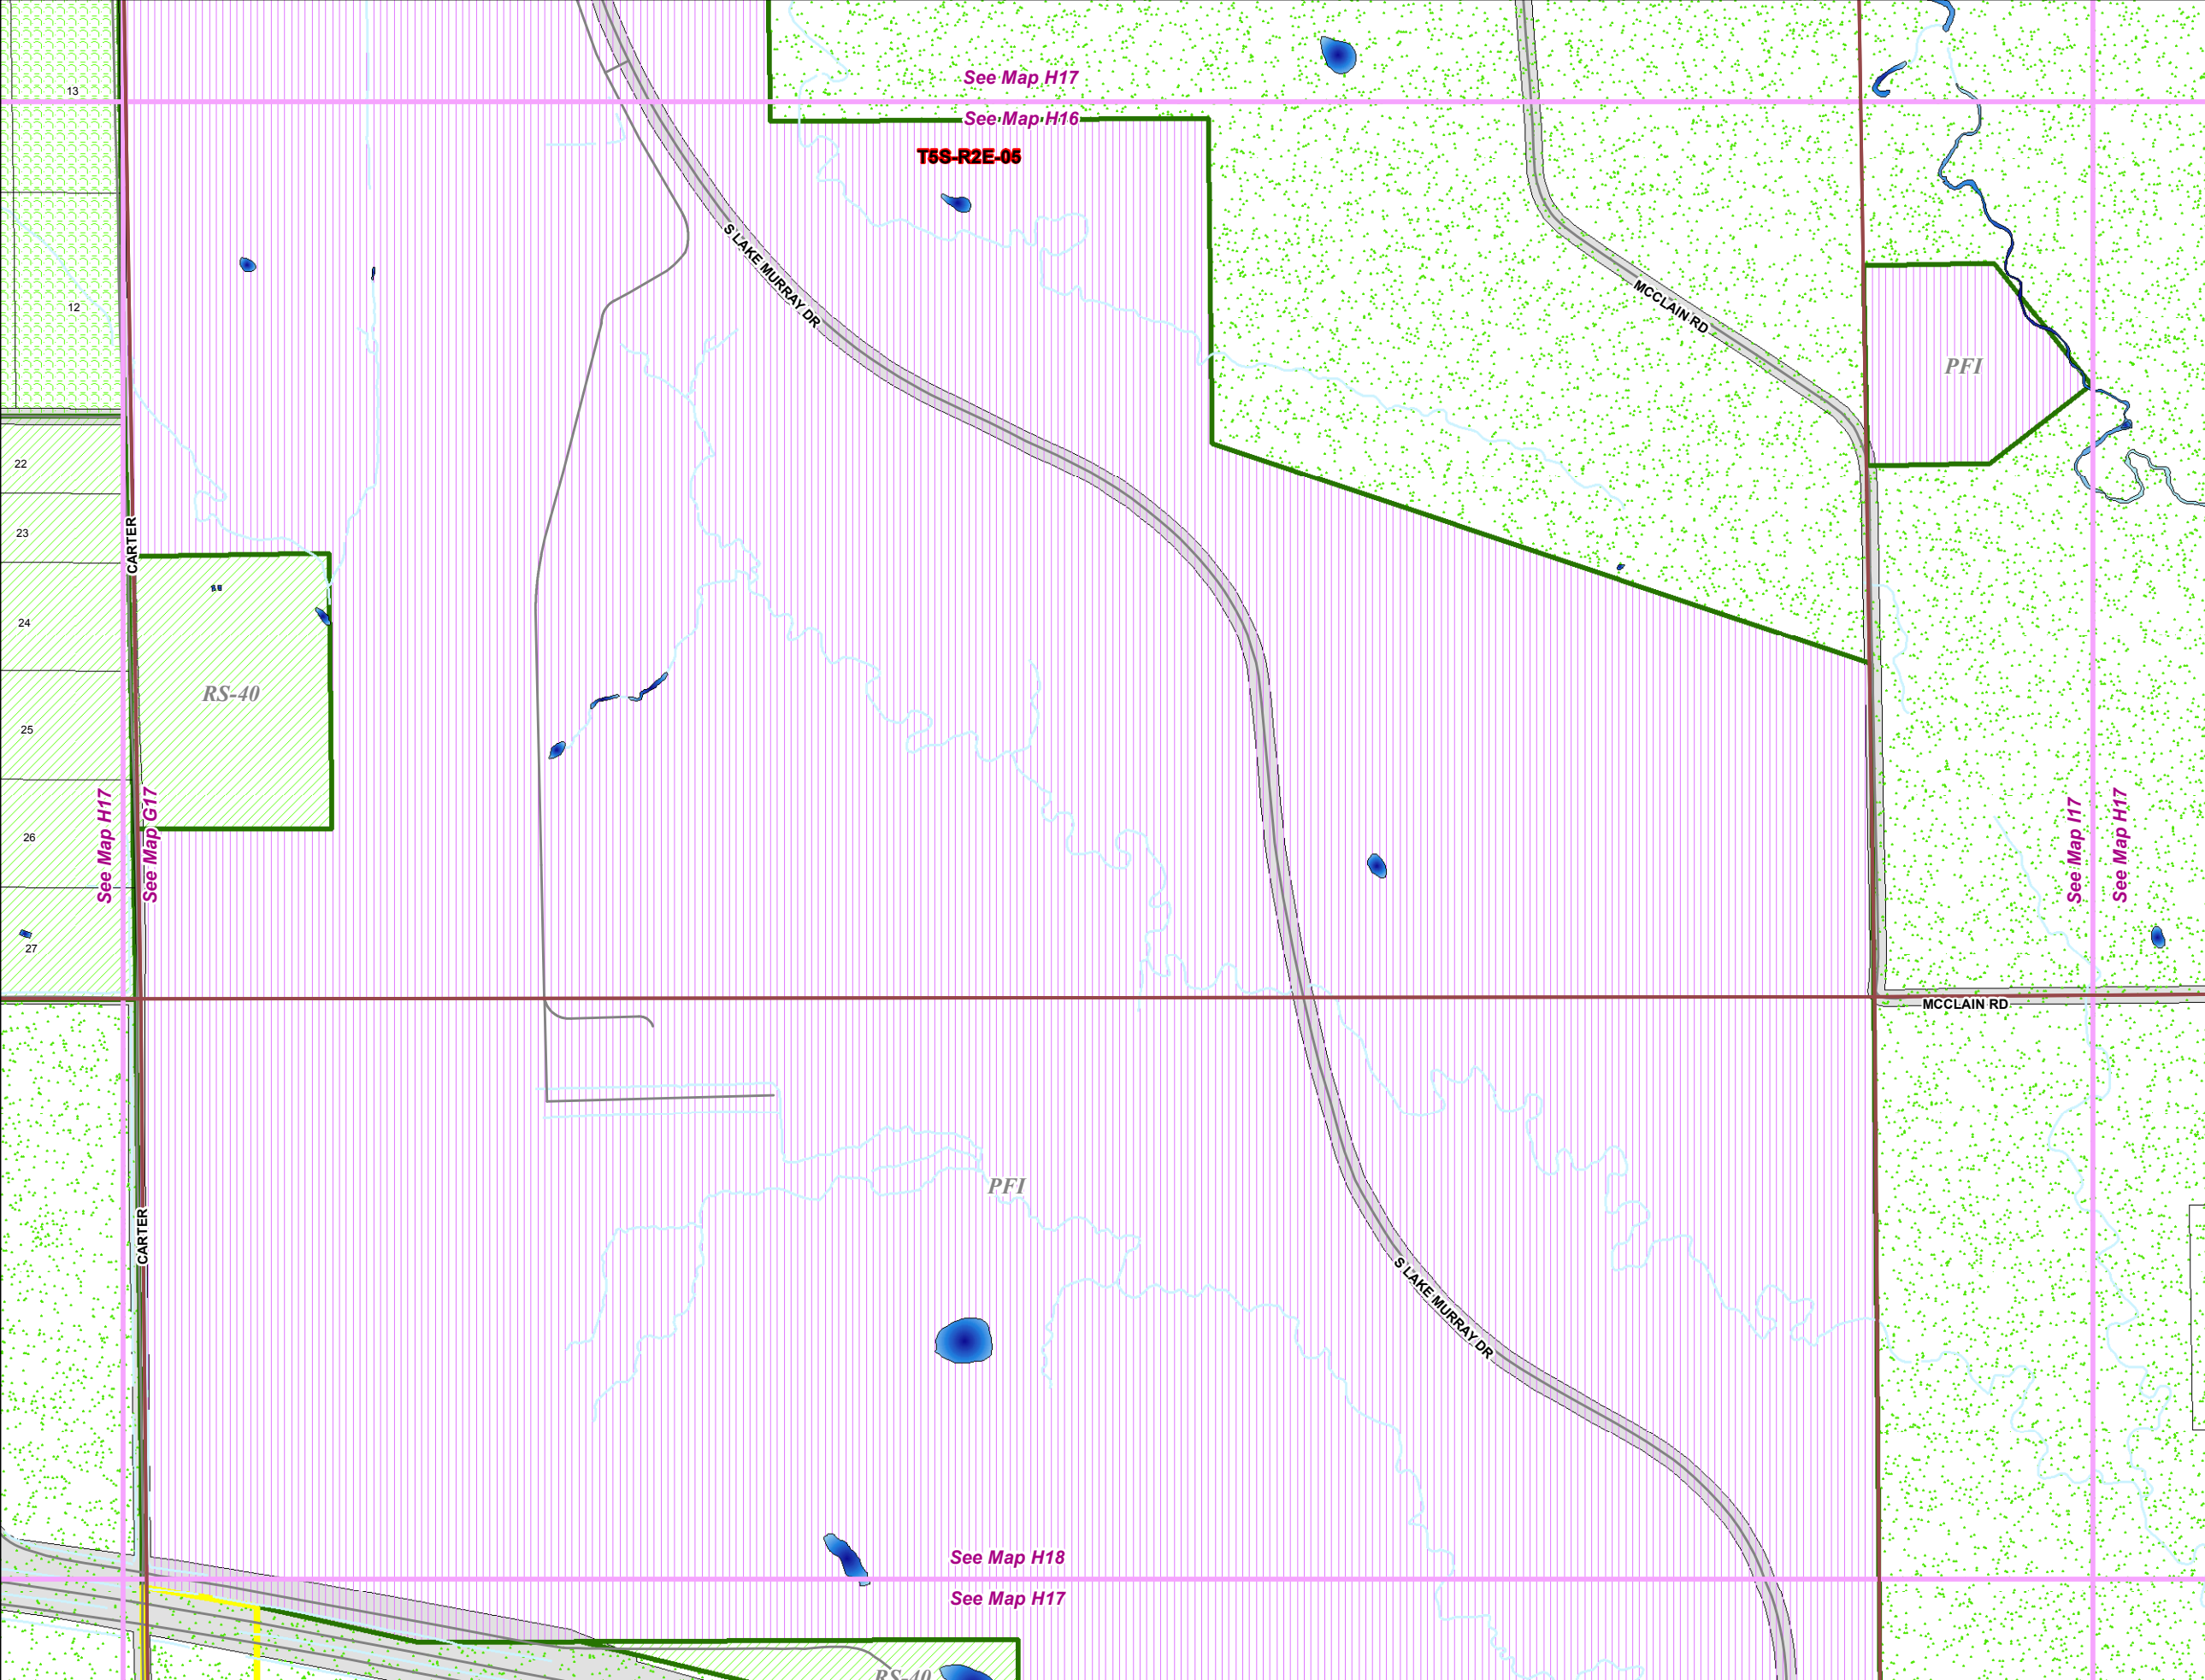 See Map H17
13
See Map H16
T5S-R2E-05
S LAKE MURRAY DR
MCCLAIN RD
12
PFI
22
CARTER
23
24
RS-40
25
See Map H17
See Map G17
26
See Map I17
See Map H17
27
MCCLAIN RD
PFI
CARTER
S LAKE MURRAY DR
See Map H18
See Map H17
RS-40